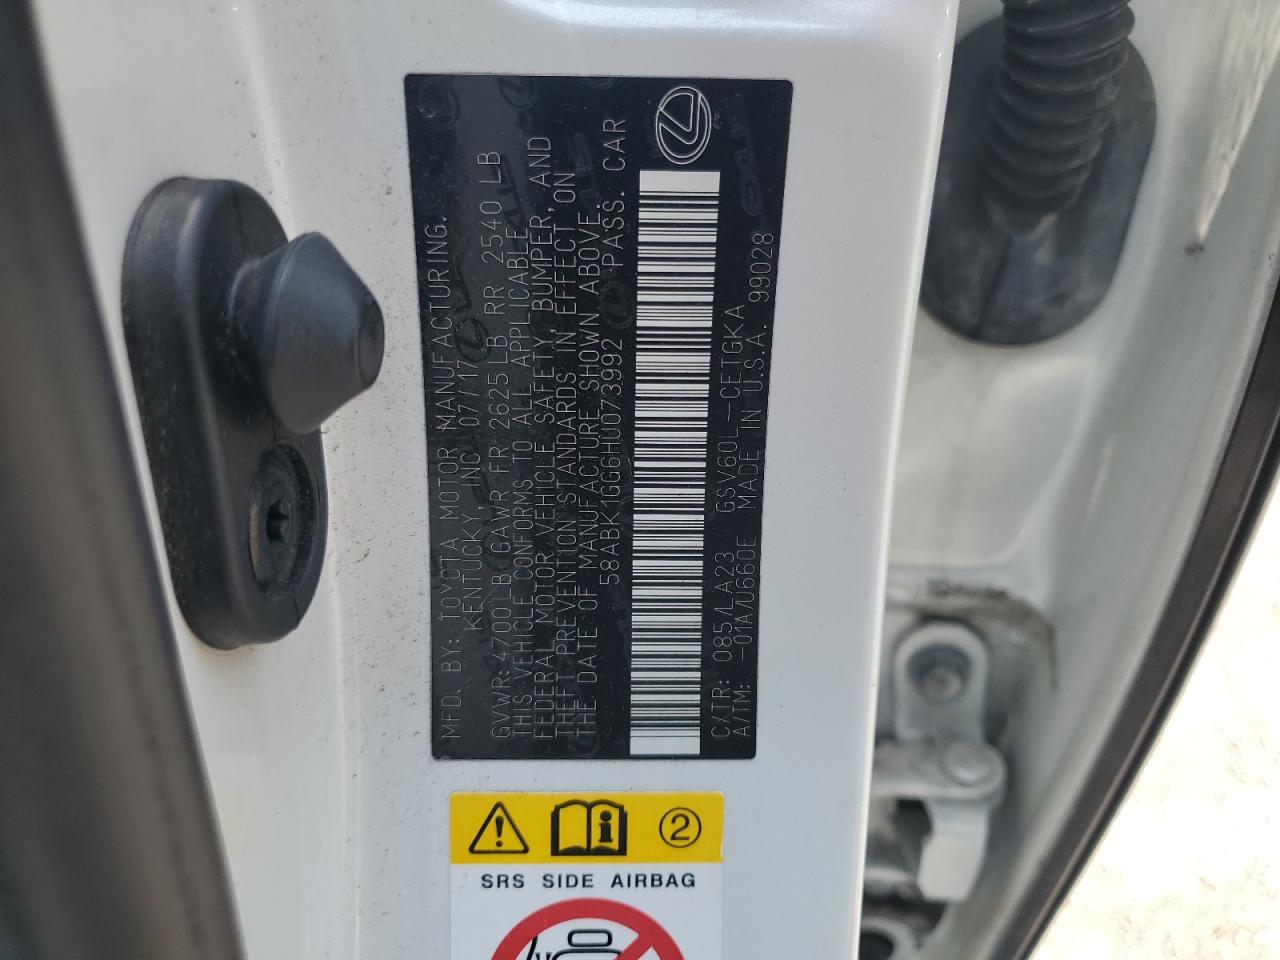 MFD. BY: TOYOTA MOTOR MANUFACTURING.
KENTUCKY, INC 07/17
GVWR: 4700 LB GAWR FR 2625 LB RR 2540 LB
THIS VEHICLE CONFORMS TO ALL APPLICABLE
FEDERAL MOTOR VEHICLE SAFETY, BUMPER, AND
THEFT PREVENTION STANDARDS IN EFFECT ON
THE DATE OF MANUFACTURE SHOWN ABOVE.
58ABK1GG6HU073992 PASS. CAR
C/TR: 085/LA23 GSV60L-CETGKA
A/TM: -01A/U660E MADE IN U.S.A. 99028
2
SRS SIDE AIRBAG